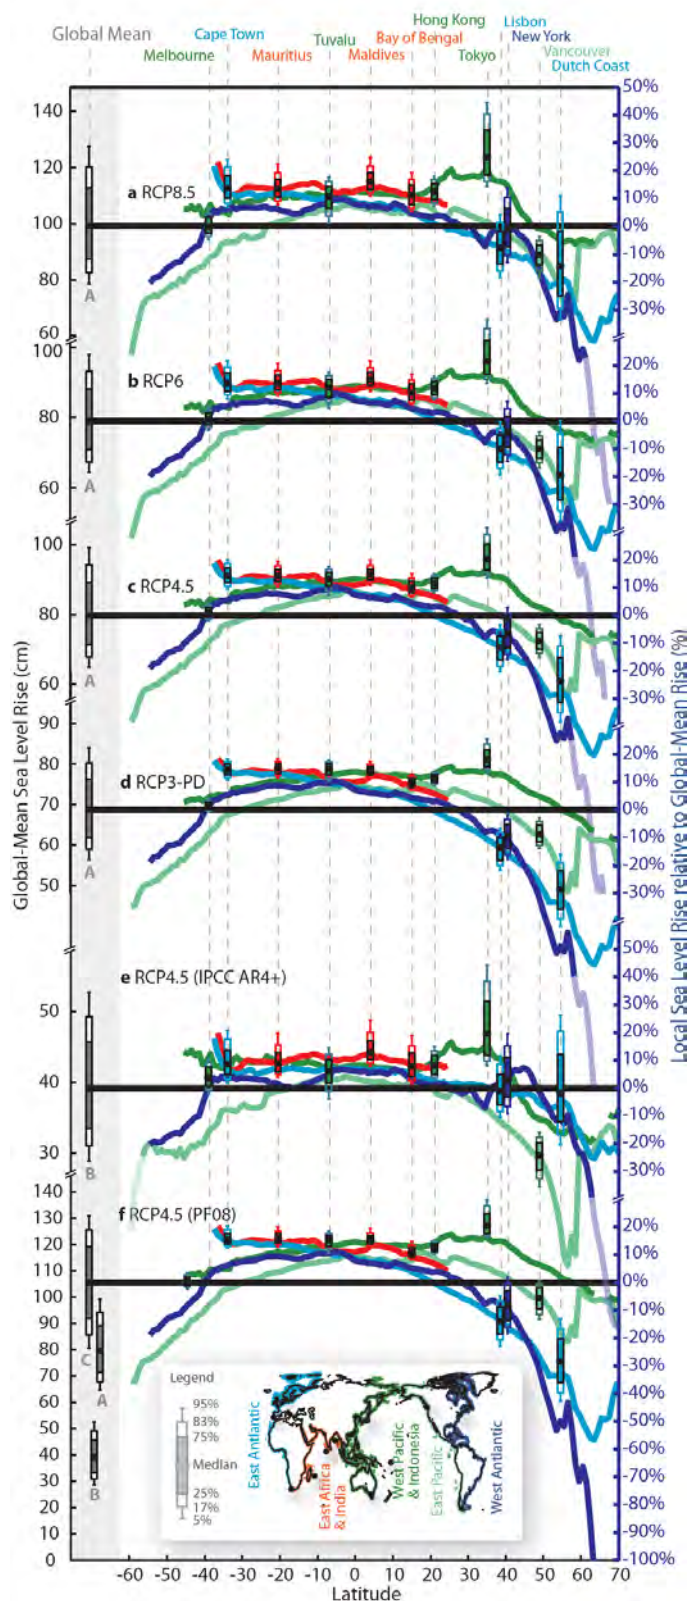 Hong Kong Lisbon
Global Mean Cape Town Tuvalu Bay of Bengal New York
Melbourne Mauritius Maldives Tokyo Vancouver
Dutch Coast
140 50%
40%
120 30%
20%
a RCP8.5 10%
100 0%
-10%
80 -20%
A -30%
60
100
20%
b RCP6 10%
80 0%
-10%
-20%
60 -30%
A
100 20%
c RCP4.5 10%
80 0%
-10%
-20%
60 -30%
A
90
80 20%
d RCP3-PD 10%
70 0%
60 -10%
-20%
A -30%
50
50%
e RCP4.5 (IPCC AR4+) 40%
50 30%
20%
10%
40 0%
10%
20%
30 30%
B
140
130 f RCP4.5 (PF08) 20%
120 10%
110 0%
100 -10%
90 -20%
80 C -30%
70 A -40%
60 -50%
50 -60%
40 -70%
30 B -80%
20 -90%
10
0 -100%
Global-Mean Sea Level Rise (cm)
Local Sea Level Rise relative to Global-Mean Rise (%)
Legend
95%
83%
75%
Median
25%
17%
5%
East Antlantic
East Africa
& India
West Pacific
& Indonesia
East Pacific
West Antlantic
-60 -50 -40 -30 -20 -10 0 10 20 30 40 50 60 70
Latitude